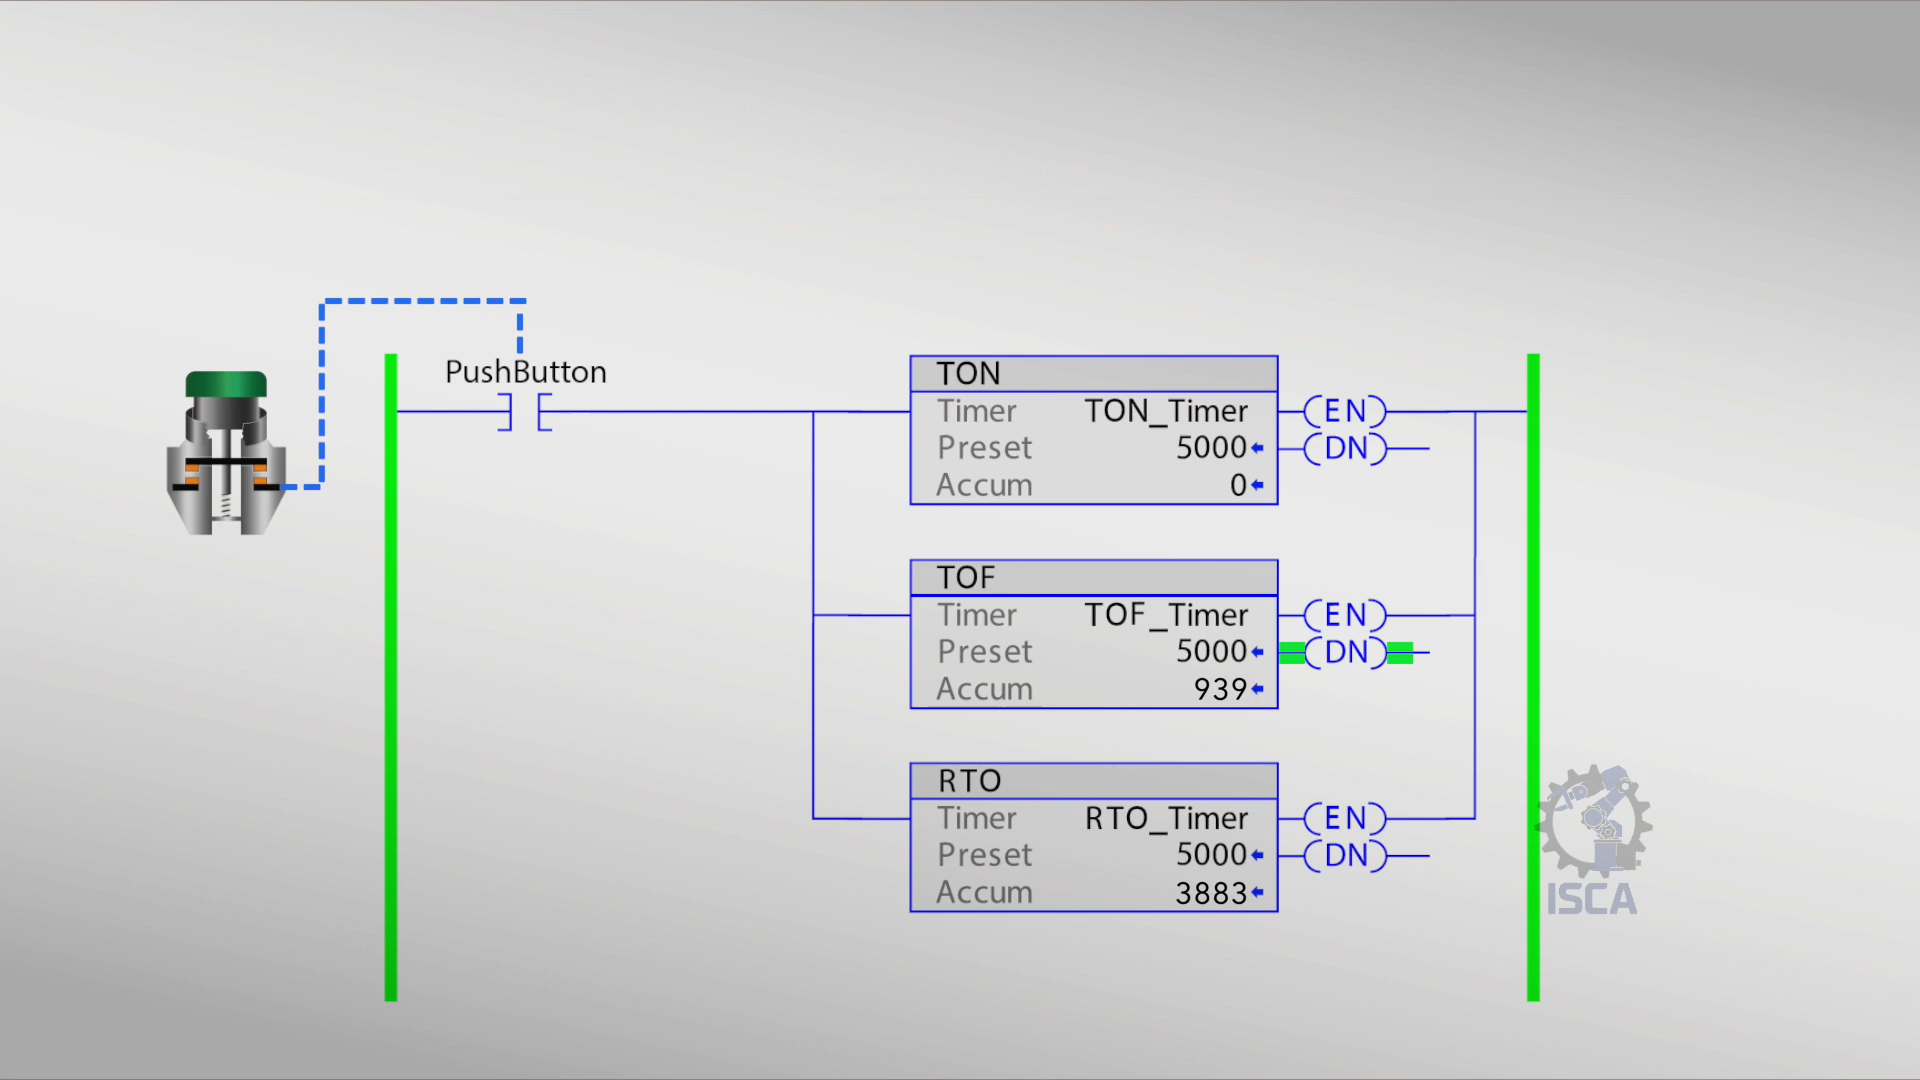 PushButton
TON
Timer TON_Timer
Preset 5000
Accum 0
EN
DN
TOF
Timer TOF_Timer
Preset 5000
Accum 939
EN
DN
RTO
Timer RTO_Timer
Preset 5000
Accum 3883
EN
DN
ISCA